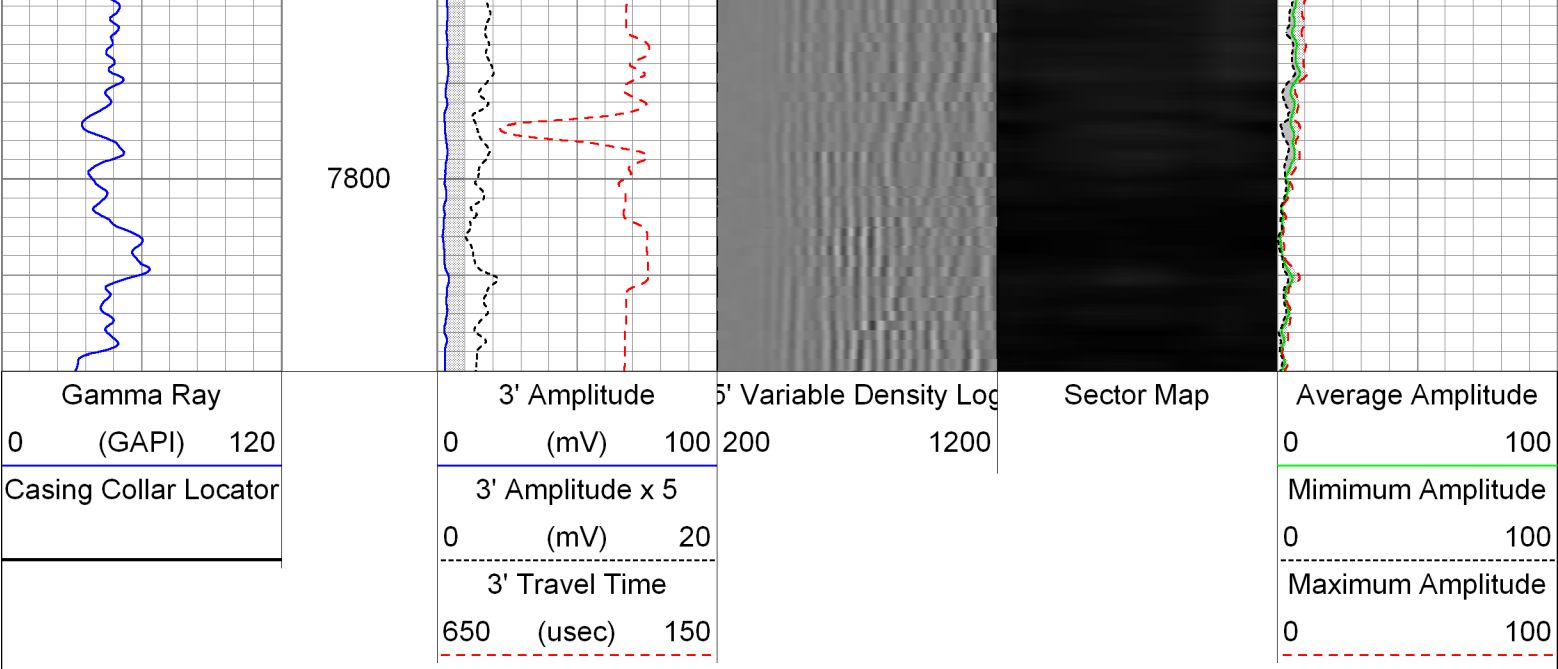 7800
Gamma Ray
0 (GAPI) 120
Casing Collar Locator
3' Amplitude
0 (mV) 100
3' Amplitude x 5
0 (mV) 20
3' Travel Time
650 (usec) 150
5' Variable Density Log
200 1200
Sector Map
Average Amplitude
0 100
Mimimum Amplitude
0 100
Maximum Amplitude
0 100